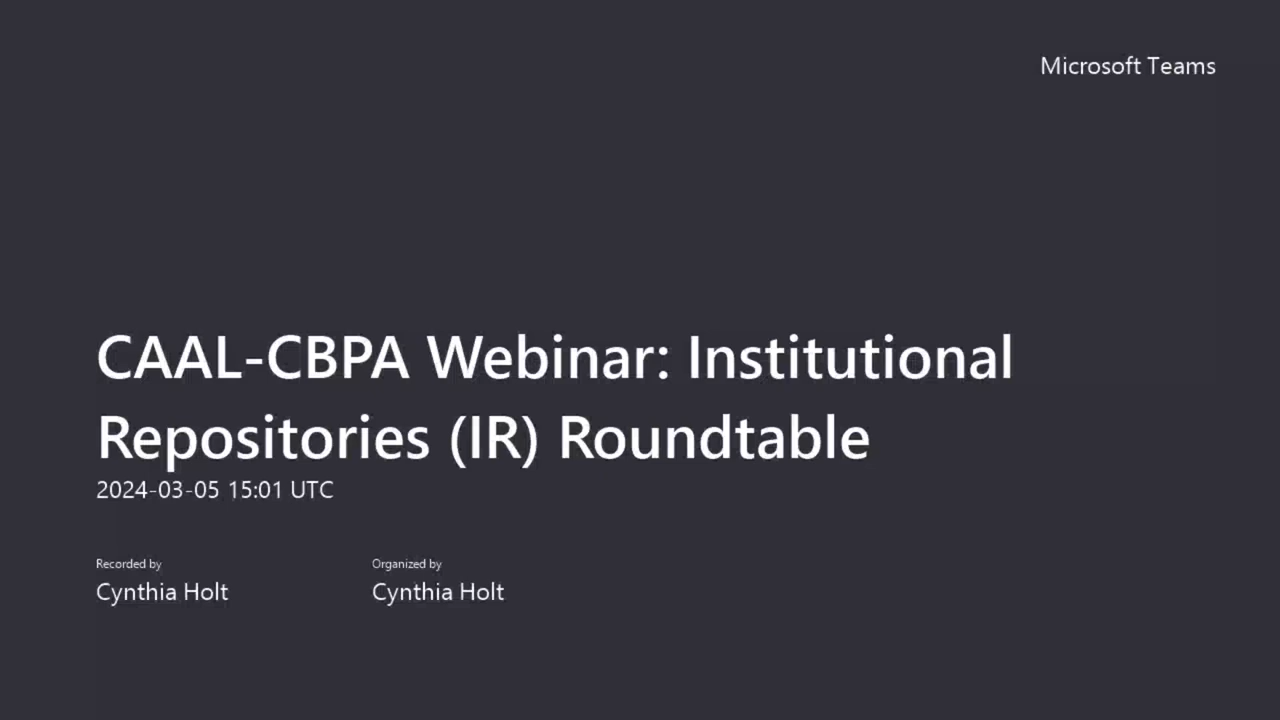 Microsoft Teams
CAAL-CBPA Webinar: Institutional
Repositories (IR) Roundtable
2024-03-05 15:01 UTC
Recorded by
Cynthia Holt
Organized by
Cynthia Holt